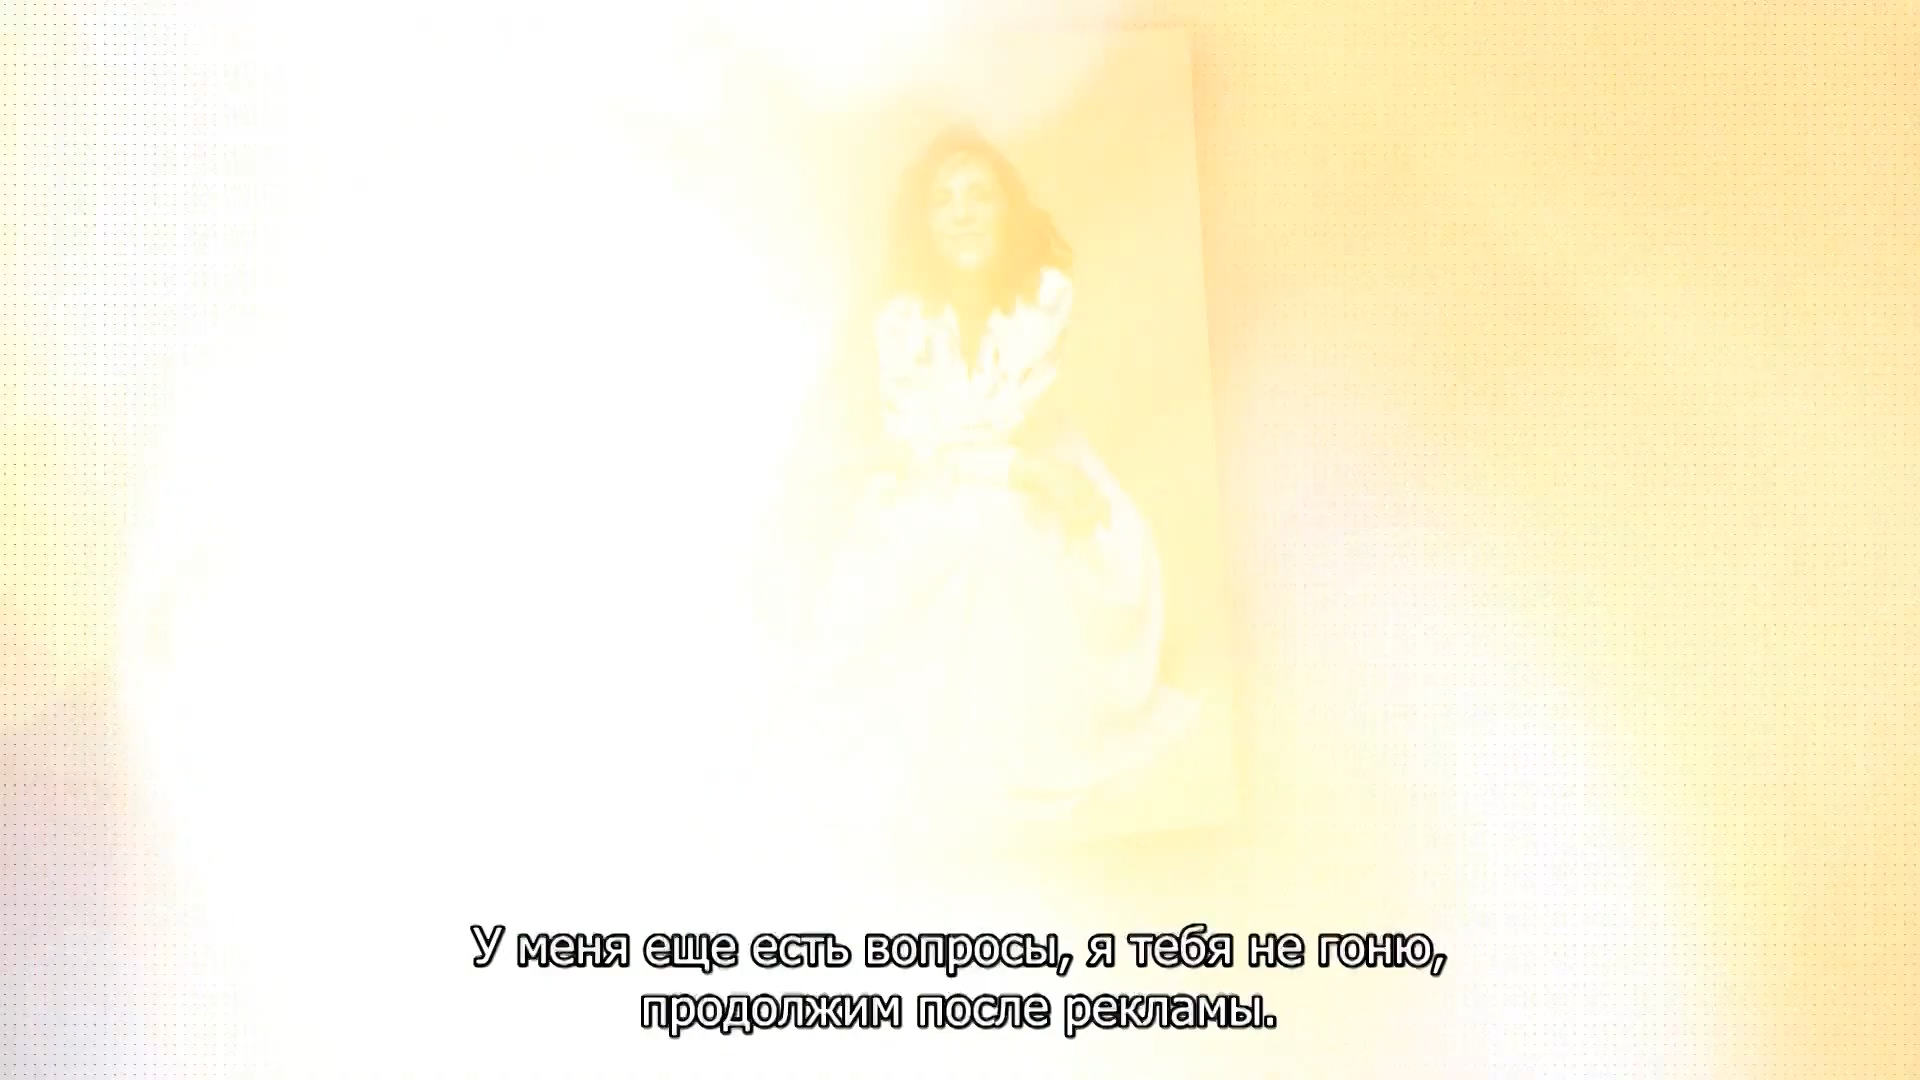 У меня еще есть вопросы, я тебя не гоню,
продолжим после рекламы.